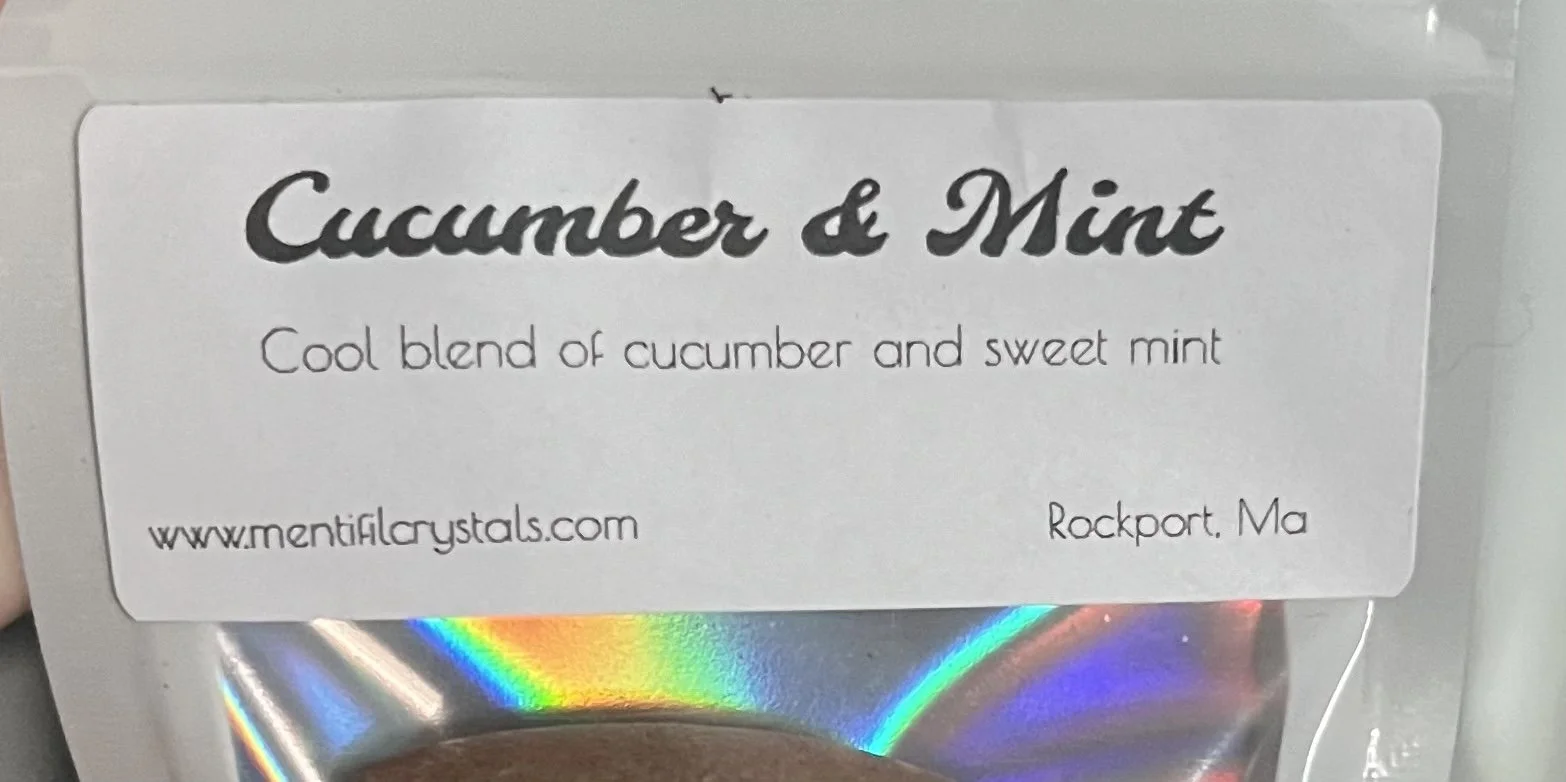 Cucumber & Mint
Cool blend of cucumber and sweet mint
www.mentifilcrystals.com
Rockport, Ma